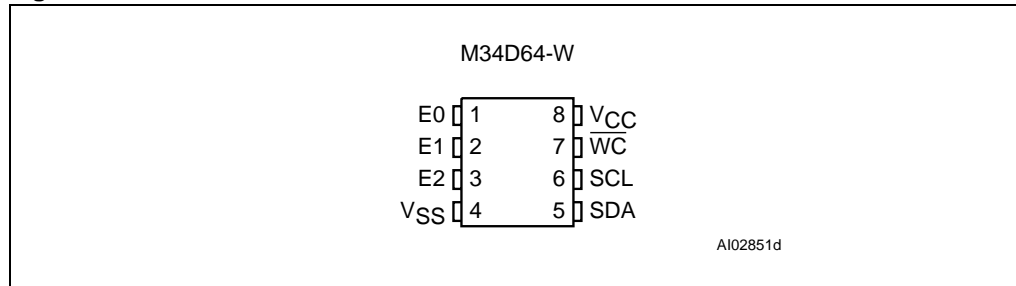 M34D64-W
E0 1 8 VCC
E1 2 7 WC
E2 3 6 SCL
VSS 4 5 SDA
AI02851d